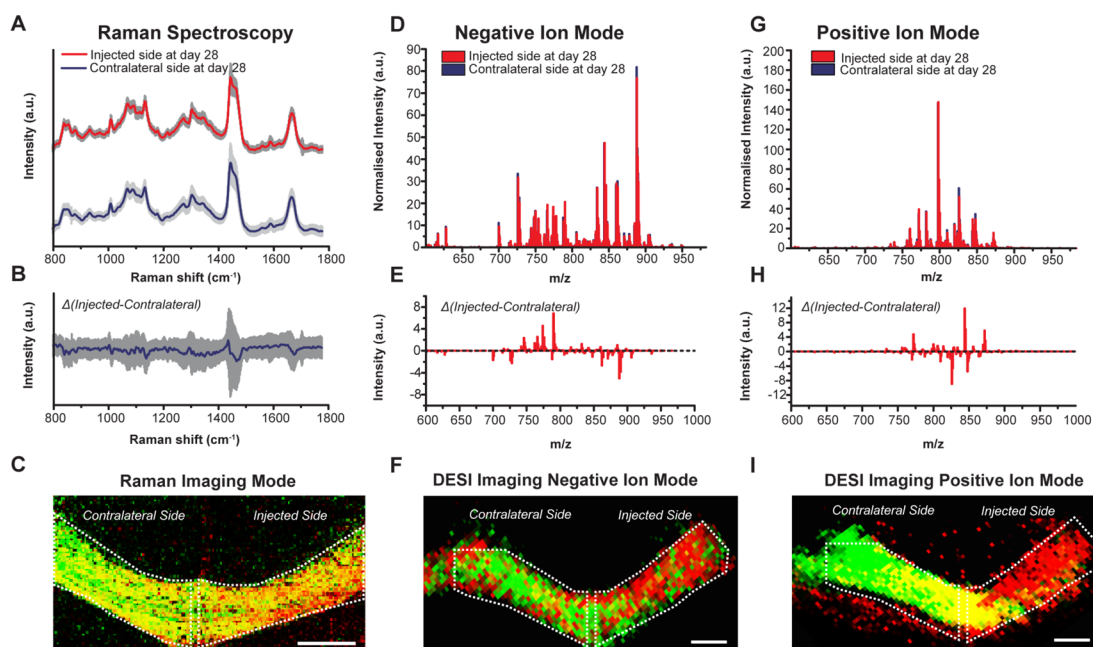 A
Raman Spectroscopy
Injected side at day 28
Contralateral side at day 28
Intensity (a.u.)
800 1000 1200 1400 1600 1800
Raman shift (cm-1)
B
Δ(Injected-Contralateral)
Intensity (a.u.)
800 1000 1200 1400 1600 1800
Raman shift (cm-1)
C
Raman Imaging Mode
Contralateral Side
Injected Side
D
Negative Ion Mode
Injected side at day 28
Contralateral side at day 28
Normalised Intensity (a.u.)
90
80
70
60
50
40
30
20
10
0
650 700 750 800 850 900 950
m/z
E
Δ(Injected-Contralateral)
Intensity (a.u.)
8
4
0
-4
-8
600 650 700 750 800 850 900 950 1000
m/z
F
DESI Imaging Negative Ion Mode
Contralateral Side
Injected Side
G
Positive Ion Mode
Injected side at day 28
Contralateral side at day 28
Normalised Intensity (a.u.)
200
180
160
140
120
100
80
60
40
20
0
650 700 750 800 850 900 950
m/z
H
Δ(Injected-Contralateral)
Intensity (a.u.)
12
8
4
0
-4
-8
-12
600 650 700 750 800 850 900 950 1000
m/z
I
DESI Imaging Positive Ion Mode
Contralateral Side
Injected Side